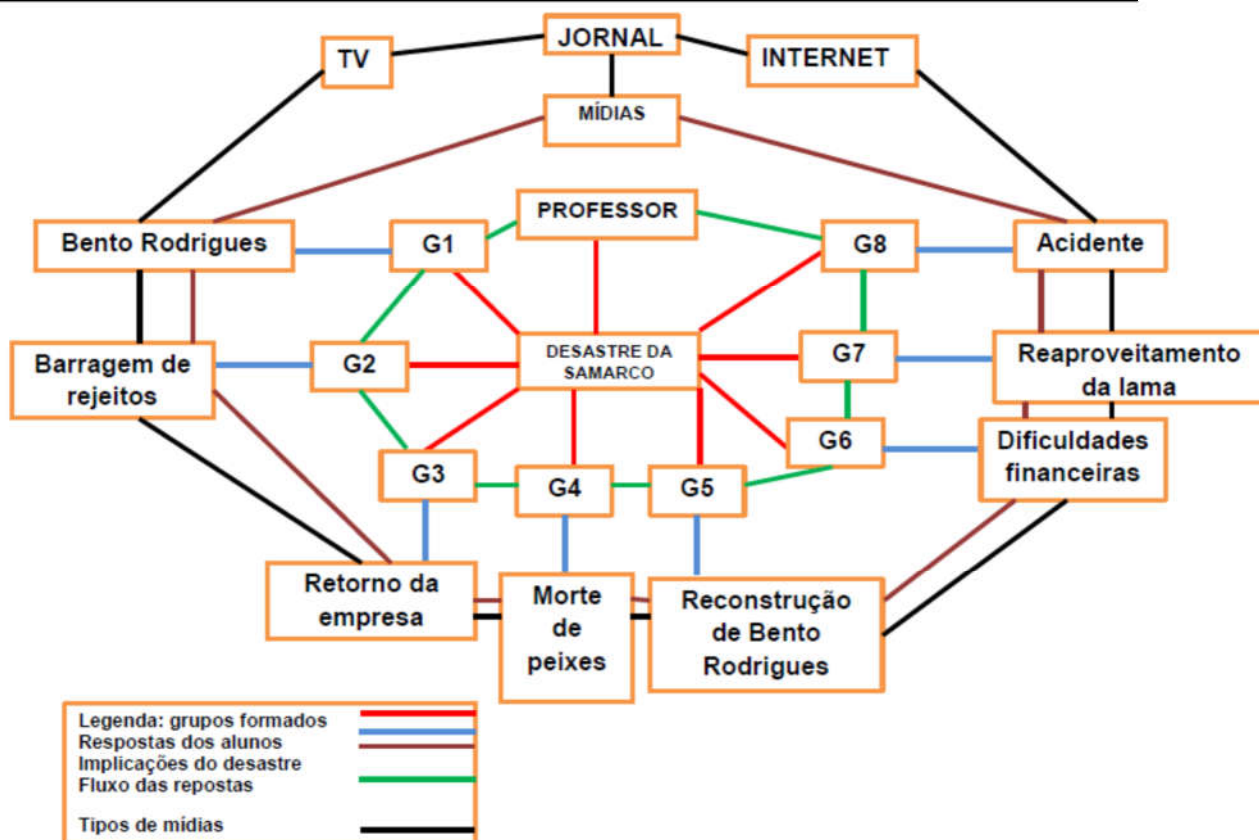 JORNAL
TV
INTERNET
MÍDIAS
PROFESSOR
Bento Rodrigues
G1
G8
Acidente
DESASTRE DA
SAMARCO
Barragem de
rejeitos
G2
G7
Reaproveitamento
da lama
G3
G4
G5
G6
Dificuldades
financeiras
Retorno da
empresa
Morte
de
peixes
Reconstrução
de Bento
Rodrigues
Legenda: grupos formados
Respostas dos alunos
Implicações do desastre
Fluxo das repostas
Tipos de mídias